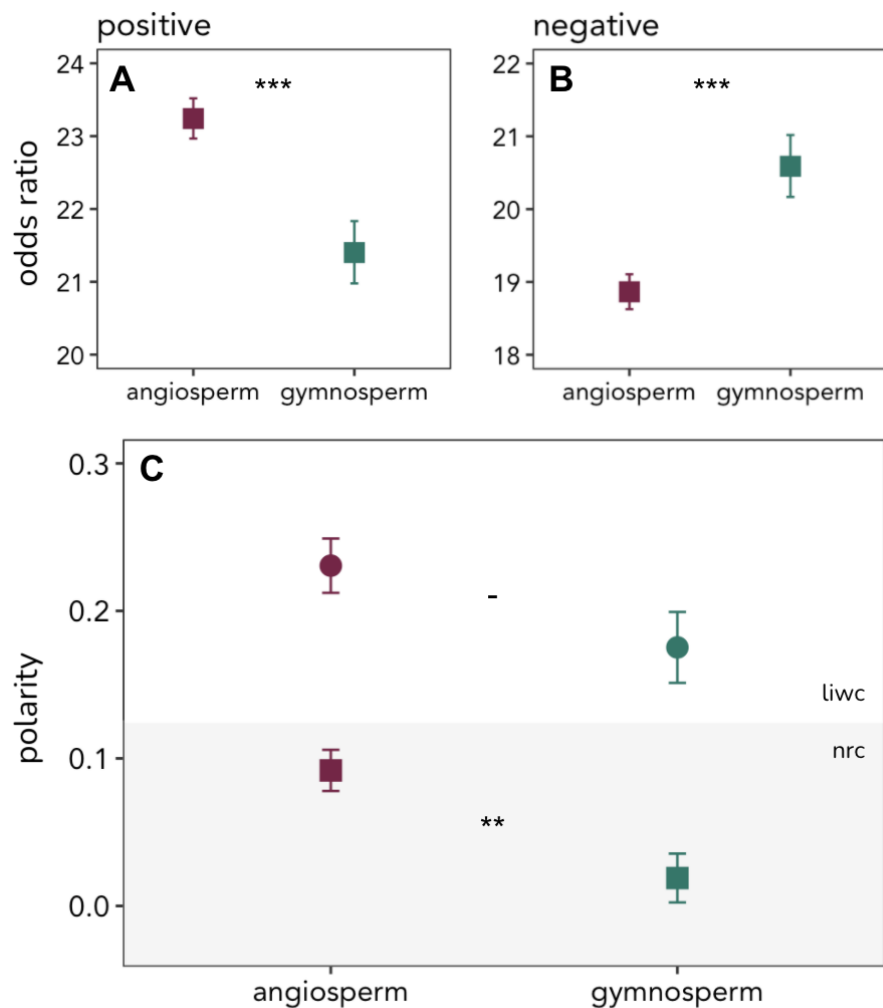 positive
negative
A
***
B
***
24
23
22
21
20
22
21
20
19
18
odds ratio
angiosperm
gymnosperm
angiosperm
gymnosperm
C
0.3
0.2
0.1
0.0
polarity
-
liwc
nrc
**
angiosperm
gymnosperm